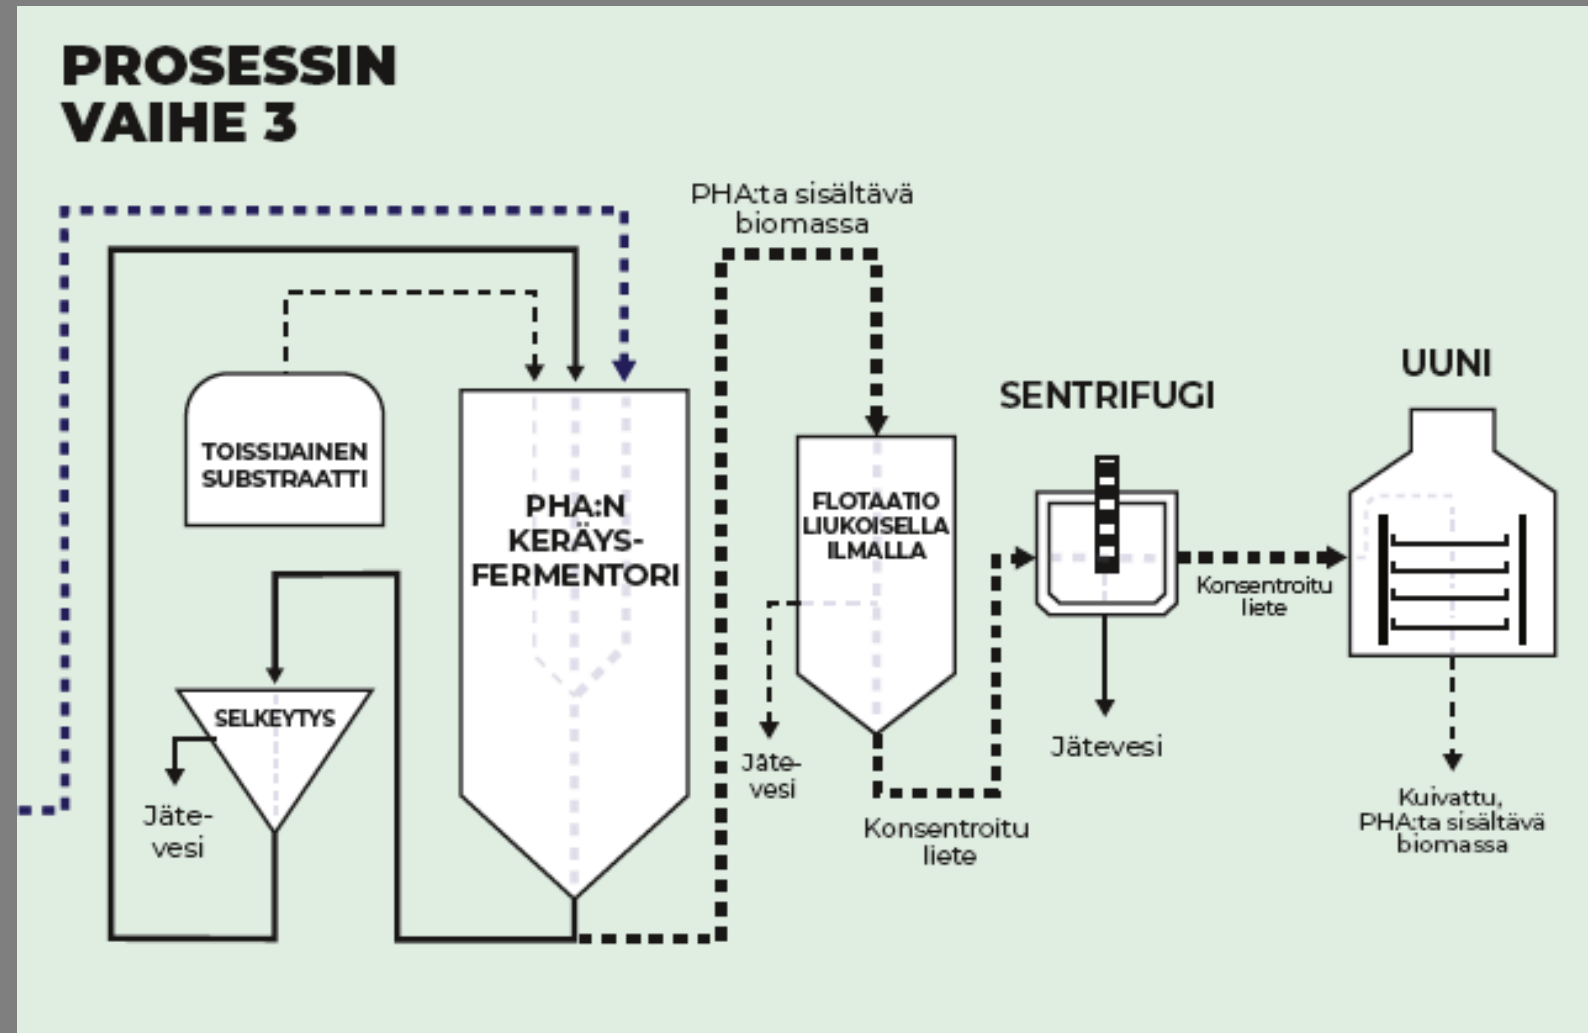 PROSESSIN
VAIHE 3
PHA:ta sisältävä
biomassa
TOISSIJAINEN
SUBSTRAATTI
PHA:N
KERÄYS-
FERMENTORI
SELKEYTYS
Jäte-
vesi
FLOTAATIO
LIUKOISELLA
ILMALLA
Jäte-
vesi
Konsentroitu
liete
SENTRIFUGI
Jätevesi
Konsentroitu
liete
UUNI
Kuivattu,
PHA:ta sisältävä
biomassa